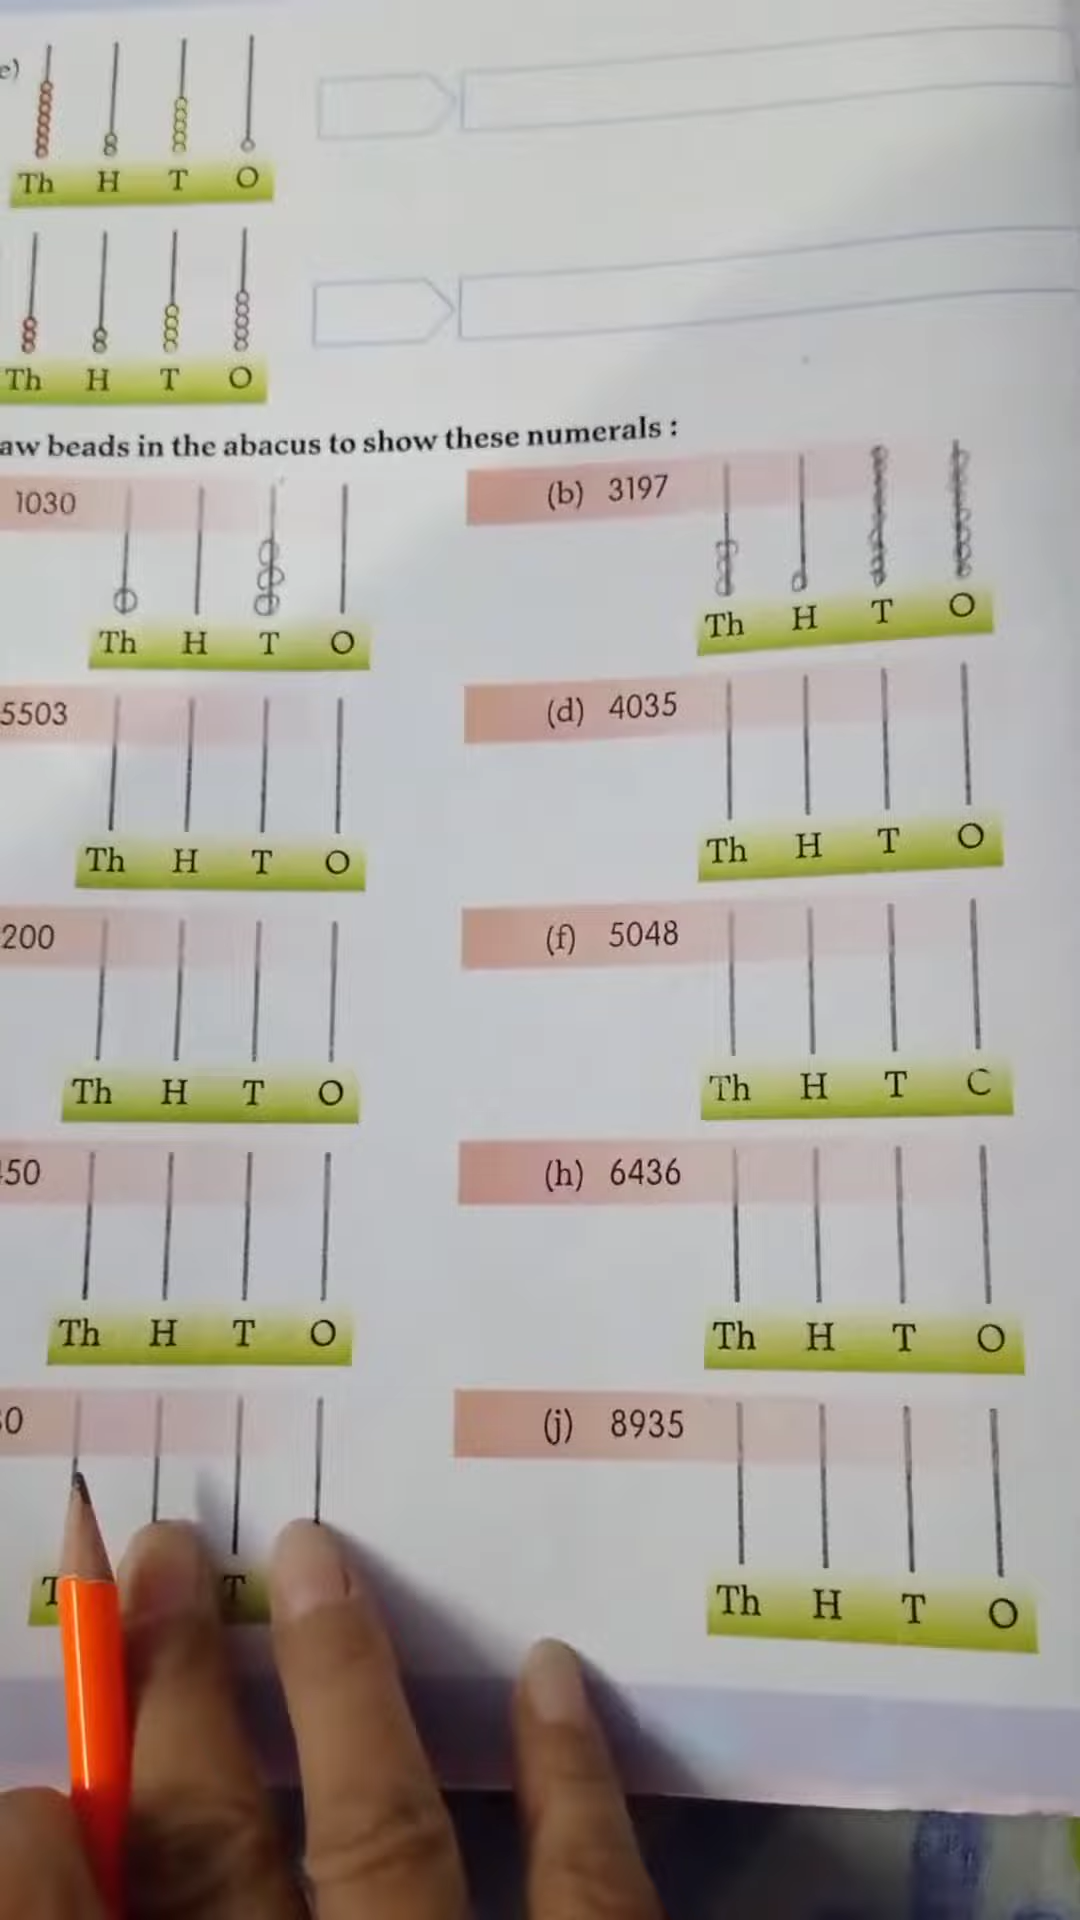 e)
Th H T O
Th H T O
aw beads in the abacus to show these numerals :
1030
Th H T O
(b) 3197
Th H T O
5503
Th H T O
(d) 4035
Th H T O
200
Th H T O
(f) 5048
Th H T C
50
Th H T O
(h) 6436
Th H T O
0
T
(j) 8935
Th H T O